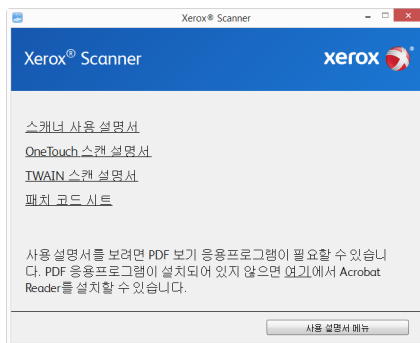 Xerox® Scanner
Xerox® Scanner
xerox
스캐너 사용 설명서
OneTouch 스캔 설명서
TWAIN 스캔 설명서
패치 코드 시트
사용 설명서를 보려면 PDF 보기 응용프로그램이 필요할 수 있습니
다. PDF 응용프로그램이 설치되어 있지 않으면 여기에서 Acrobat
Reader를 설치할 수 있습니다.
사용 설명서 메뉴